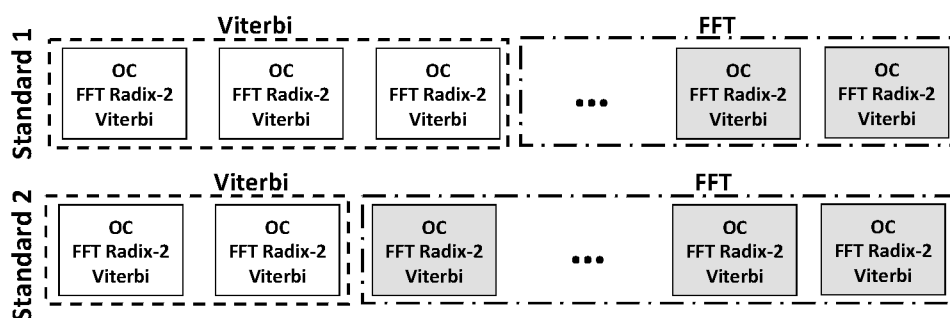 Viterbi
FFT
Standard 1
OC
FFT Radix-2
Viterbi
OC
FFT Radix-2
Viterbi
OC
FFT Radix-2
Viterbi
...
OC
FFT Radix-2
Viterbi
OC
FFT Radix-2
Viterbi
Viterbi
FFT
Standard 2
OC
FFT Radix-2
Viterbi
OC
FFT Radix-2
Viterbi
OC
FFT Radix-2
Viterbi
...
OC
FFT Radix-2
Viterbi
OC
FFT Radix-2
Viterbi